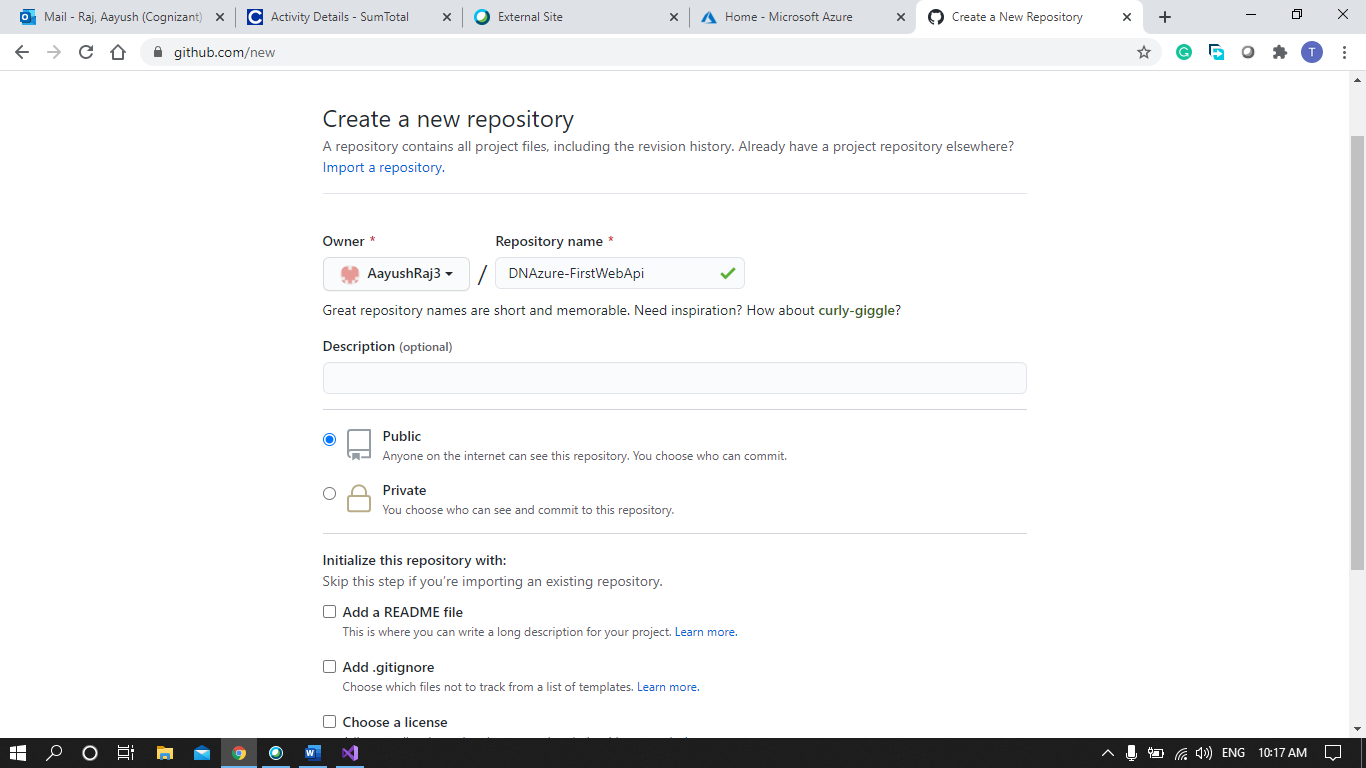 Mail - Raj, Aayush (Cognizant)
Activity Details - SumTotal
External Site
Home - Microsoft Azure
Create a New Repository
github.com/new
T
Create a new repository
A repository contains all project files, including the revision history. Already have a project repository elsewhere?
Import a repository.
Owner *
Repository name *
AayushRaj3
/
DNAzure-FirstWebApi
Great repository names are short and memorable. Need inspiration? How about curly-giggle?
Description (optional)
Public
Anyone on the internet can see this repository. You choose who can commit.
Private
You choose who can see and commit to this repository.
Initialize this repository with:
Skip this step if you're importing an existing repository.
Add a README file
This is where you can write a long description for your project. Learn more.
Add .gitignore
Choose which files not to track from a list of templates. Learn more.
Choose a license
ENG
10:17 AM